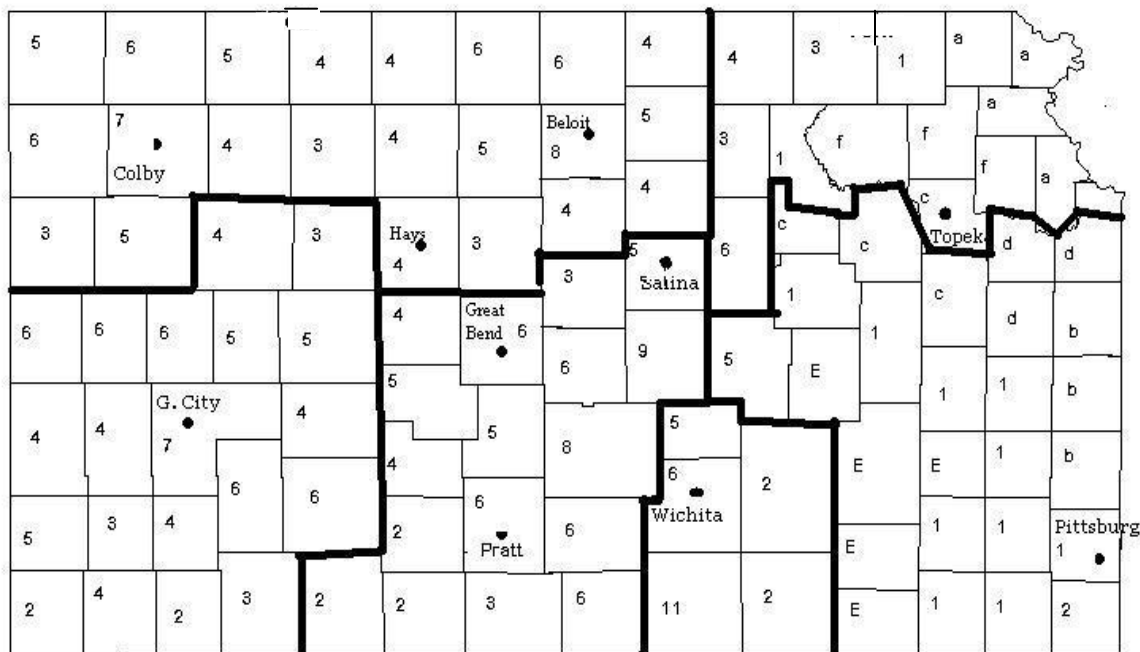 5 6 5 4 4 6 6 4 4 3 1 a a
5
a
7 Colby
6 4 3 4 5
Beloit
8
3 1 f f
f a
4
4
3 5 4 3
Hays
4
3
c
Topek
5
Salina
6 c c d d
3
1
6 6 6 5 5 4
Great
Bend
6
c
d b
6 9 5 E 1
G. City
7
4 4 4 5 5 8 5 1 1 b
6 6 4 6
6
Wichita
2 E E 1 b
5 3 4 2
Pratt
6 E 1 1
Pittsburg
1
2 4 2 3 2 2 3 6 11 2 E 1 1 2